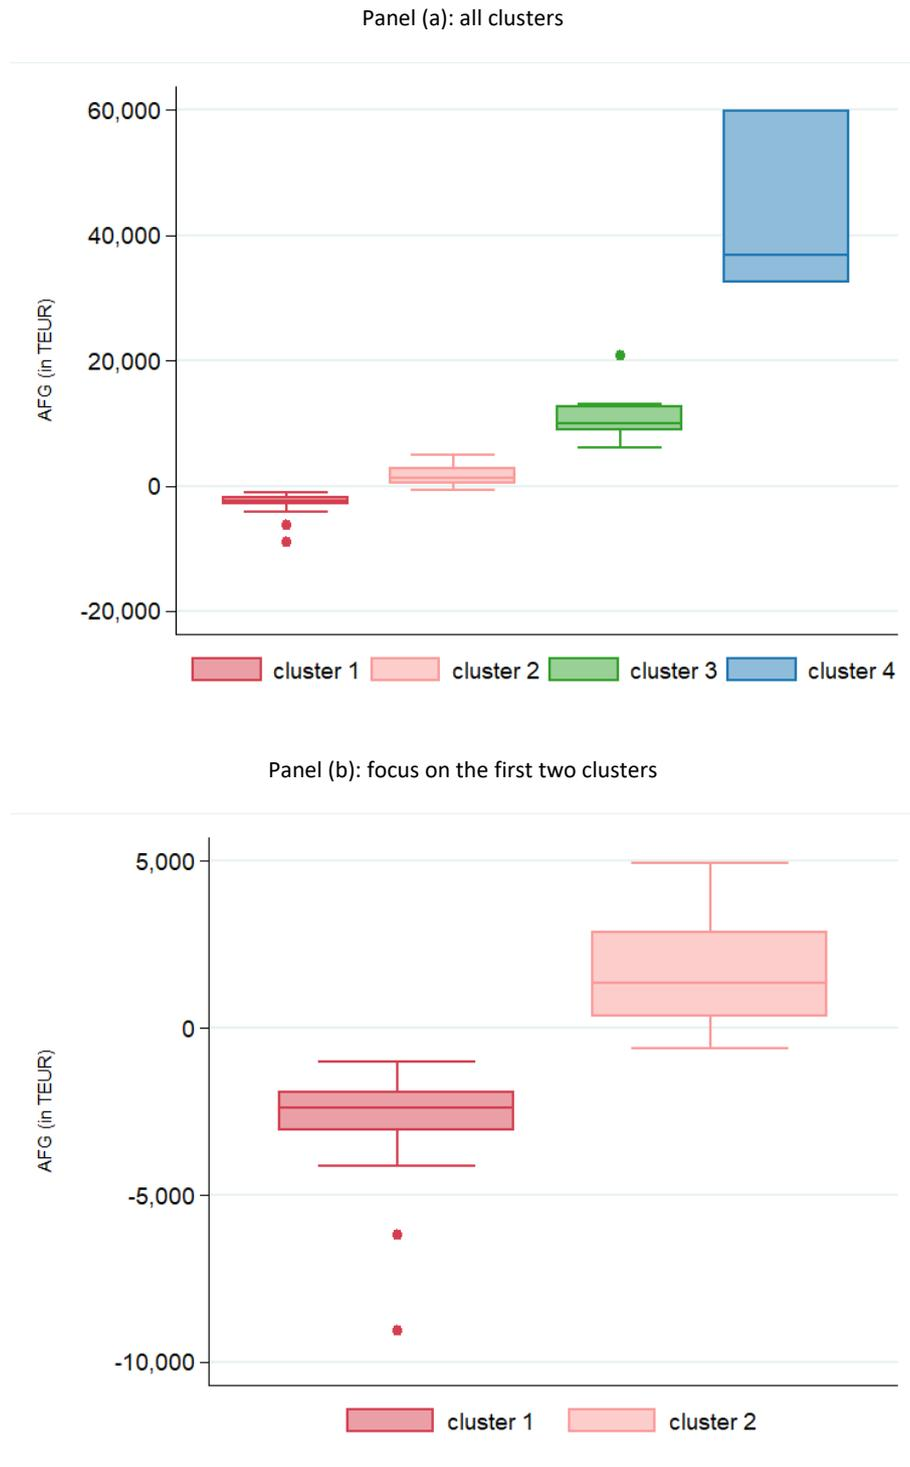 Panel (a): all clusters
60,000
40,000
20,000
0
-20,000
AFG (in TEUR)
cluster 1 cluster 2 cluster 3 cluster 4
Panel (b): focus on the first two clusters
5,000
0
-5,000
-10,000
AFG (in TEUR)
cluster 1 cluster 2